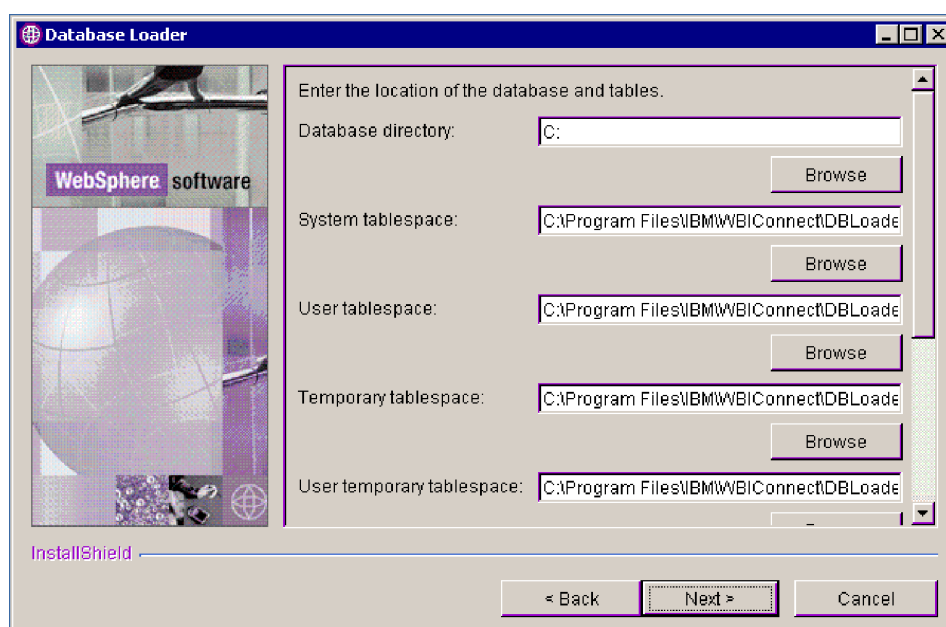 Database Loader
WebSphere software
Enter the location of the database and tables.
Database directory: C:
Browse
System tablespace: C:\Program Files\IBM\WBIConnect\DBLoade
Browse
User tablespace: C:\Program Files\IBM\WBIConnect\DBLoade
Browse
Temporary tablespace: C:\Program Files\IBM\WBIConnect\DBLoade
Browse
User temporary tablespace: C:\Program Files\IBM\WBIConnect\DBLoade
InstallShield
< Back Next > Cancel